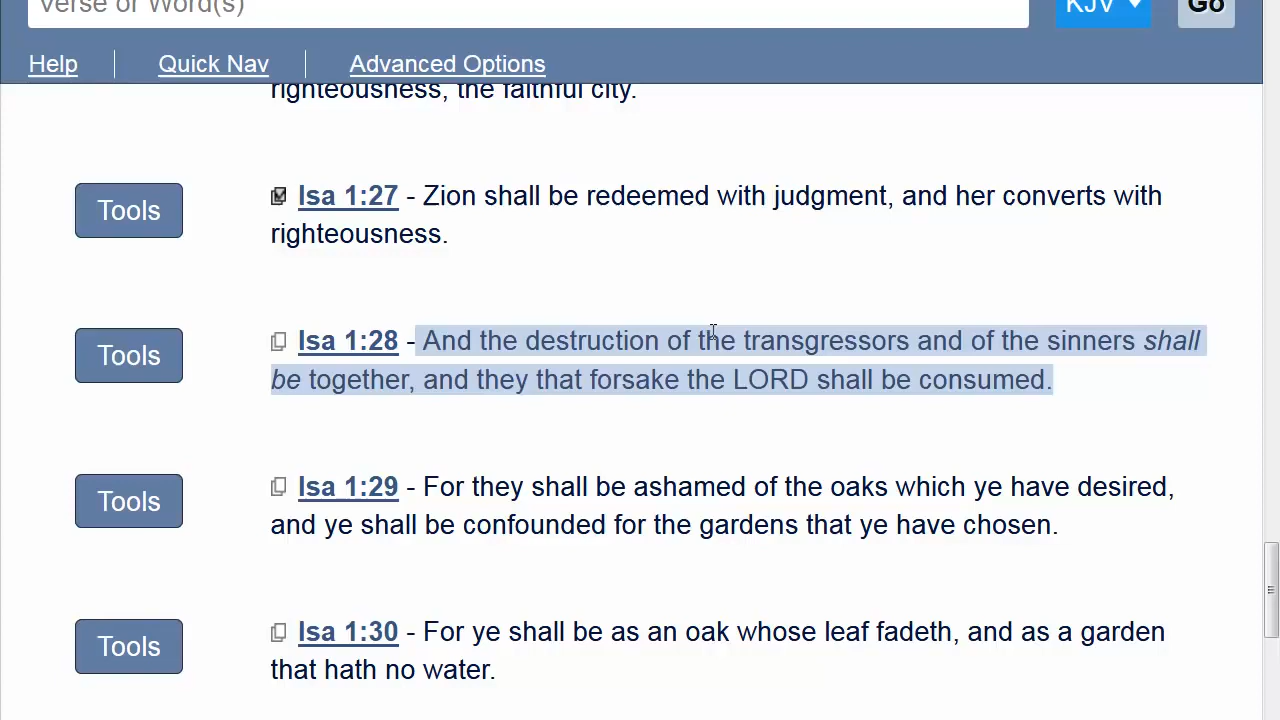 Verse or Word(s)
KJV
Go
Help
Quick Nav
Advanced Options
righteousness, the faithful city.
Tools
Isa 1:27 - Zion shall be redeemed with judgment, and her converts with
righteousness.
Tools
Isa 1:28 - And the destruction of the transgressors and of the sinners shall
be together, and they that forsake the LORD shall be consumed.
Tools
Isa 1:29 - For they shall be ashamed of the oaks which ye have desired,
and ye shall be confounded for the gardens that ye have chosen.
Tools
Isa 1:30 - For ye shall be as an oak whose leaf fadeth, and as a garden
that hath no water.